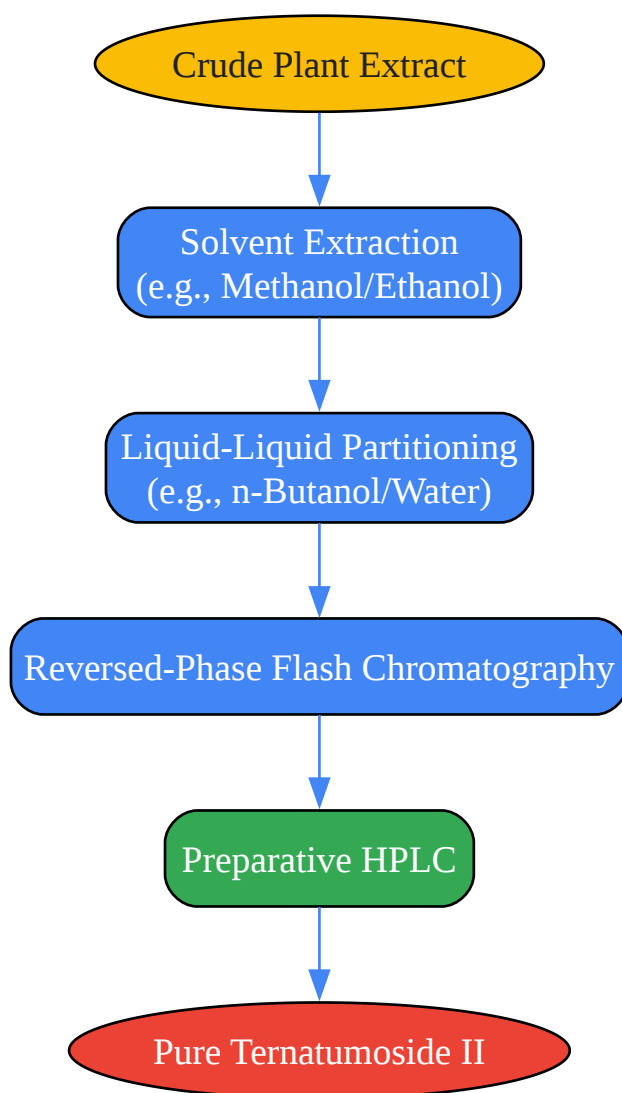 Crude Plant Extract
Solvent Extraction
(e.g., Methanol/Ethanol)
Liquid-Liquid Partitioning
(e.g., n-Butanol/Water)
Reversed-Phase Flash Chromatography
Preparative HPLC
Pure Ternatumoside II